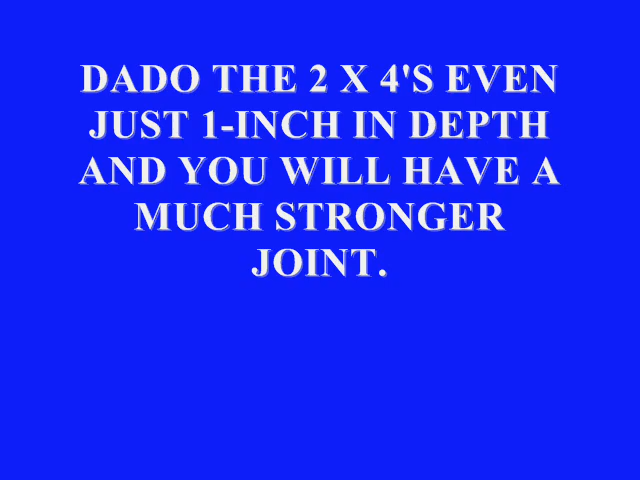 DADO THE 2 X 4'S EVEN
JUST 1-INCH IN DEPTH
AND YOU WILL HAVE A
MUCH STRONGER
JOINT.